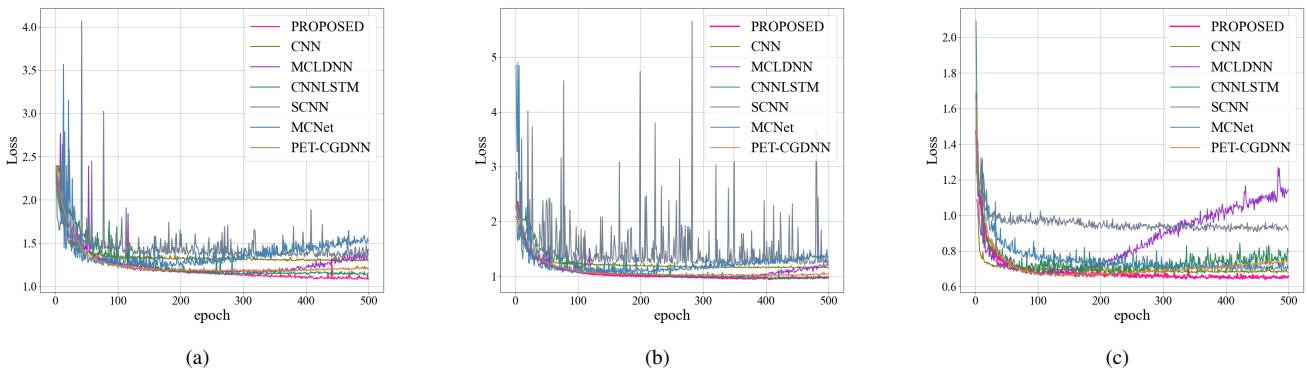 4.0
3.5
3.0
2.5
2.0
1.5
1.0
Loss
0
100
200
300
400
500
epoch
PROPOSED
CNN
MCLDNN
CNNLSTM
SCNN
MCNet
PET-CGDNN
(a)
5
4
3
2
1
Loss
0
100
200
300
400
500
epoch
PROPOSED
CNN
MCLDNN
CNNLSTM
SCNN
MCNet
PET-CGDNN
(b)
2.0
1.8
1.6
1.4
1.2
1.0
0.8
0.6
Loss
0
100
200
300
400
500
epoch
PROPOSED
CNN
MCLDNN
CNNLSTM
SCNN
MCNet
PET-CGDNN
(c)